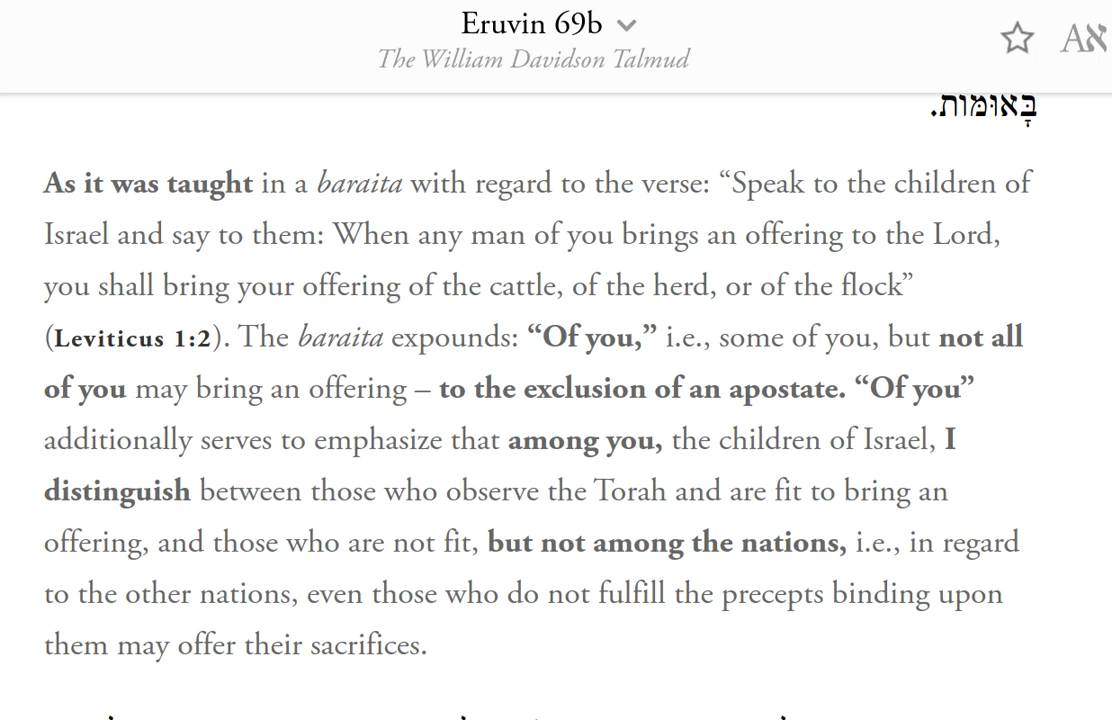 Eruvin 69b
The William Davidson Talmud
Aא
בָּאוּמּוֹת.
As it was taught in a baraita with regard to the verse: “Speak to the children of
Israel and say to them: When any man of you brings an offering to the Lord,
you shall bring your offering of the cattle, of the herd, or of the flock”
(Leviticus 1:2). The baraita expounds: “Of you,” i.e., some of you, but not all
of you may bring an offering – to the exclusion of an apostate. “Of you”
additionally serves to emphasize that among you, the children of Israel, I
distinguish between those who observe the Torah and are fit to bring an
offering, and those who are not fit, but not among the nations, i.e., in regard
to the other nations, even those who do not fulfill the precepts binding upon
them may offer their sacrifices.